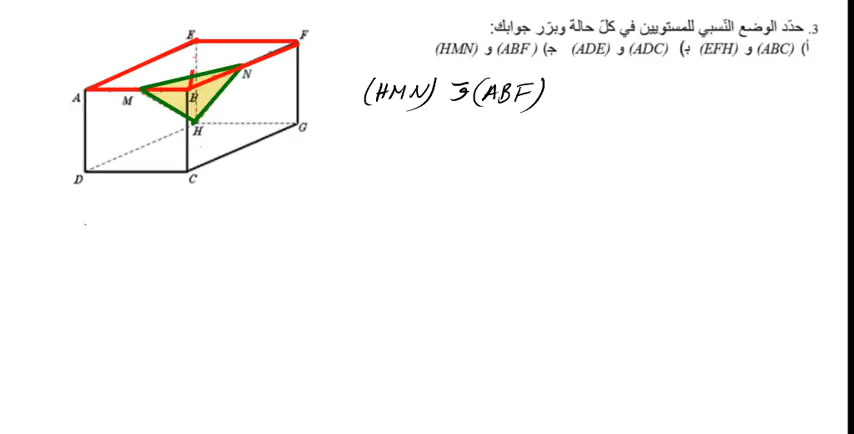 3. حدّد الوضع النّسبي للمستويين في كلّ حالة وبرّر جوابك:
أ) (ABC) و (EFH) ب) (ADC) و (ADE) ج) (ABF) و (HMN)
(HMN) و (ABF)
E
F
N
A
M
B
H
G
D
C